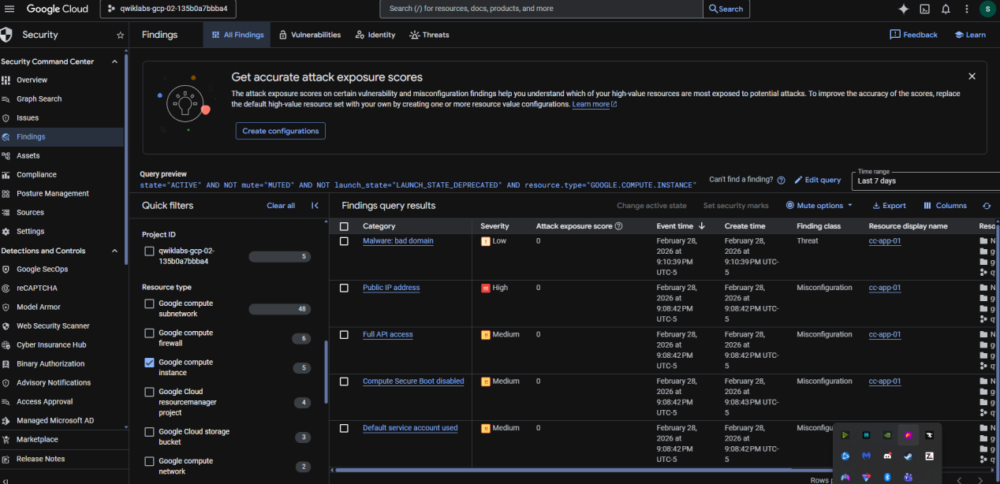 Google Cloud
qwiklabs-gcp-02-135b0a7bbba4
Search (/) for resources, docs, products, and more
Search
S
Security
Findings
All Findings
Vulnerabilities
Identity
Threats
Feedback
Learn
Security Command Center
Overview
Graph Search
Issues
Findings
Assets
Compliance
Posture Management
Sources
Settings
Detections and Controls
Google SecOps
reCAPTCHA
Model Armor
Web Security Scanner
Cyber Insurance Hub
Binary Authorization
Advisory Notifications
Access Approval
Managed Microsoft AD
Marketplace
Release Notes
Get accurate attack exposure scores
The attack exposure scores on certain vulnerability and misconfiguration findings help you understand which of your high-value resources are most exposed to potential attacks. To improve the accuracy of the scores, replace
the default high-value resource set with your own by creating one or more resource value configurations. Learn more
Create configurations
Query preview
state="ACTIVE" AND NOT mute="MUTED" AND NOT launch_state="LAUNCH_STATE_DEPRECATED" AND resource.type="GOOGLE.COMPUTE.INSTANCE"
Can't find a finding?
Edit query
Time range
Last 7 days
Quick filters
Clear all
Project ID
qwiklabs-gcp-02-
135b0a7bbba4
5
Resource type
Google compute
subnetwork
48
Google compute
firewall
6
Google compute
instance
5
Google Cloud
resourcemanager
project
4
Google Cloud storage
bucket
3
Google compute
network
2
Findings query results
Change active state
Set security marks
Mute options
Export
Columns
Category
Severity
Attack exposure score
Event time
Create time
Finding class
Resource display name
Malware: bad domain
Low
0
February 28,
2026 at
9:10:39 PM
UTC-5
February 28,
2026 at
9:10:39 PM UTC-
5
Threat
cc-app-01
Public IP address
High
0
February 28,
2026 at
9:08:42 PM
UTC-5
February 28,
2026 at
9:08:42 PM UTC-
5
Misconfiguration
cc-app-01
Full API access
Medium
0
February 28,
2026 at
9:08:42 PM
UTC-5
February 28,
2026 at
9:08:42 PM UTC-
5
Misconfiguration
cc-app-01
Compute Secure Boot disabled
Medium
0
February 28,
2026 at
9:08:42 PM
UTC-5
February 28,
2026 at
9:08:43 PM UTC-
5
Misconfiguration
cc-app-01
Default service account used
Medium
0
February 28,
2026 at
9:08:42 PM
UTC-5
February 28,
2026 at
9:08:42 PM UTC-
5
Rows